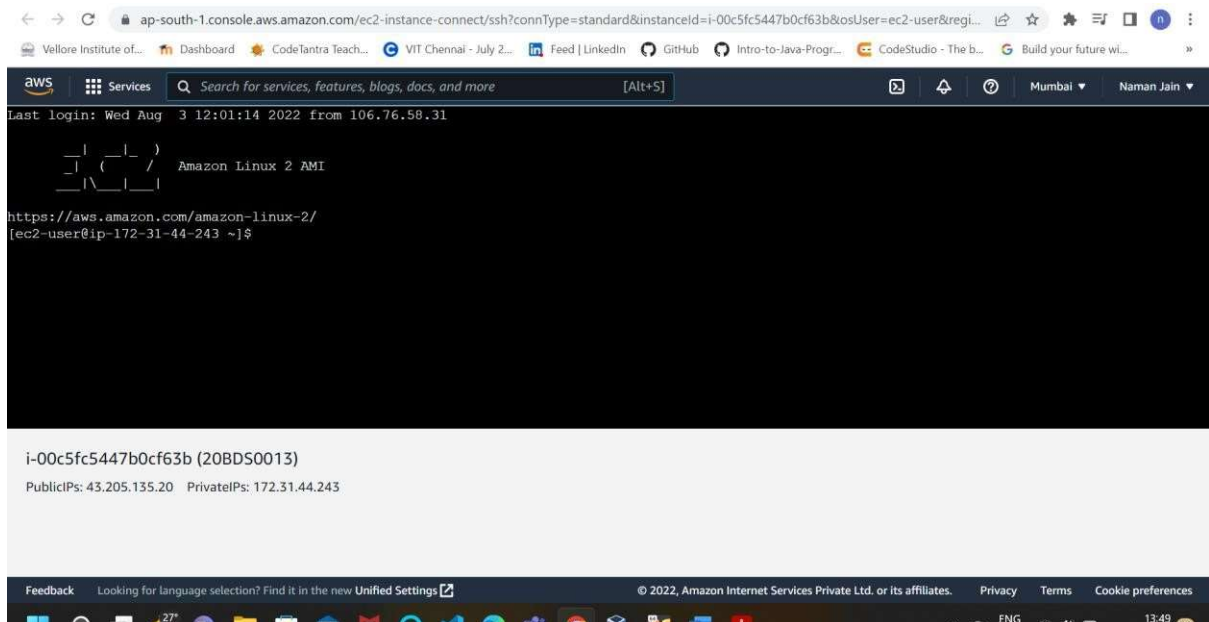 ap-south-1.console.aws.amazon.com/ec2-instance-connect/ssh?connType=standard&instanceId=i-00c5fc5447b0cf63b&osUser=ec2-user&regi...
Vellore Institute of... Dashboard CodeTantra Teach... VIT Chennai - July 2... Feed | LinkedIn GitHub Intro-to-Java-Progr... CodeStudio - The b... Build your future wi... »
aws Services Search for services, features, blogs, docs, and more [Alt+S] Mumbai ▼ Naman Jain ▼
Last login: Wed Aug  3 12:01:14 2022 from 106.76.58.31
__|  __|_  )
_|  (     /   Amazon Linux 2 AMI
___|\___|___|
https://aws.amazon.com/amazon-linux-2/
[ec2-user@ip-172-31-44-243 ~]$
i-00c5fc5447b0cf63b (20BDS0013)
PublicIPs: 43.205.135.20 PrivateIPs: 172.31.44.243
Feedback Looking for language selection? Find it in the new Unified Settings © 2022, Amazon Internet Services Private Ltd. or its affiliates. Privacy Terms Cookie preferences
27° ENG 13:49